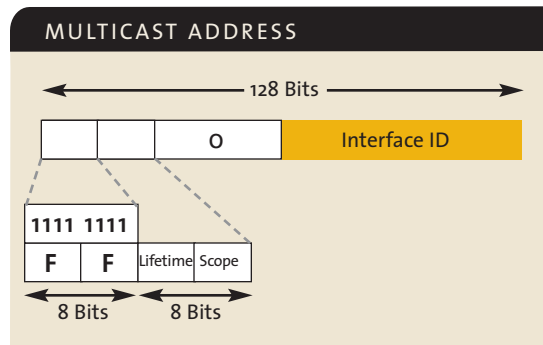 MULTICAST ADDRESS
128 Bits
0 Interface ID
1111 1111
F F Lifetime Scope
8 Bits 8 Bits